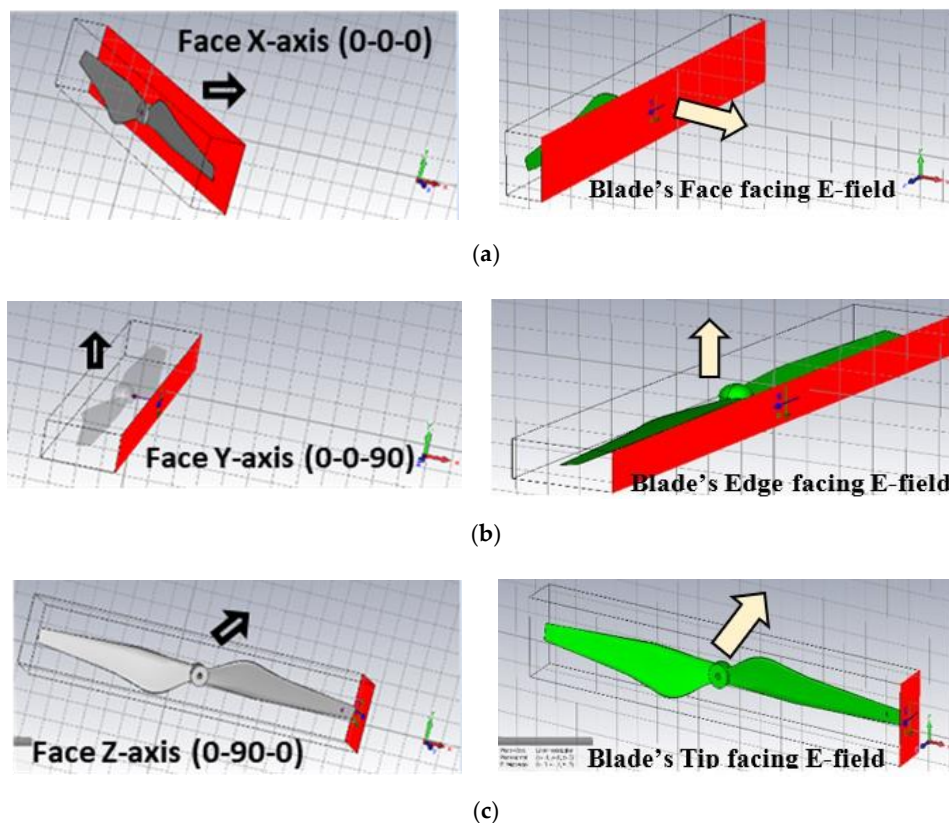 Face X-axis (0-0-0)
Blade's Face facing E-field
(a)
Face Y-axis (0-0-90)
Blade's Edge facing E-field
(b)
Face Z-axis (0-90-0)
Blade's Tip facing E-field
(c)